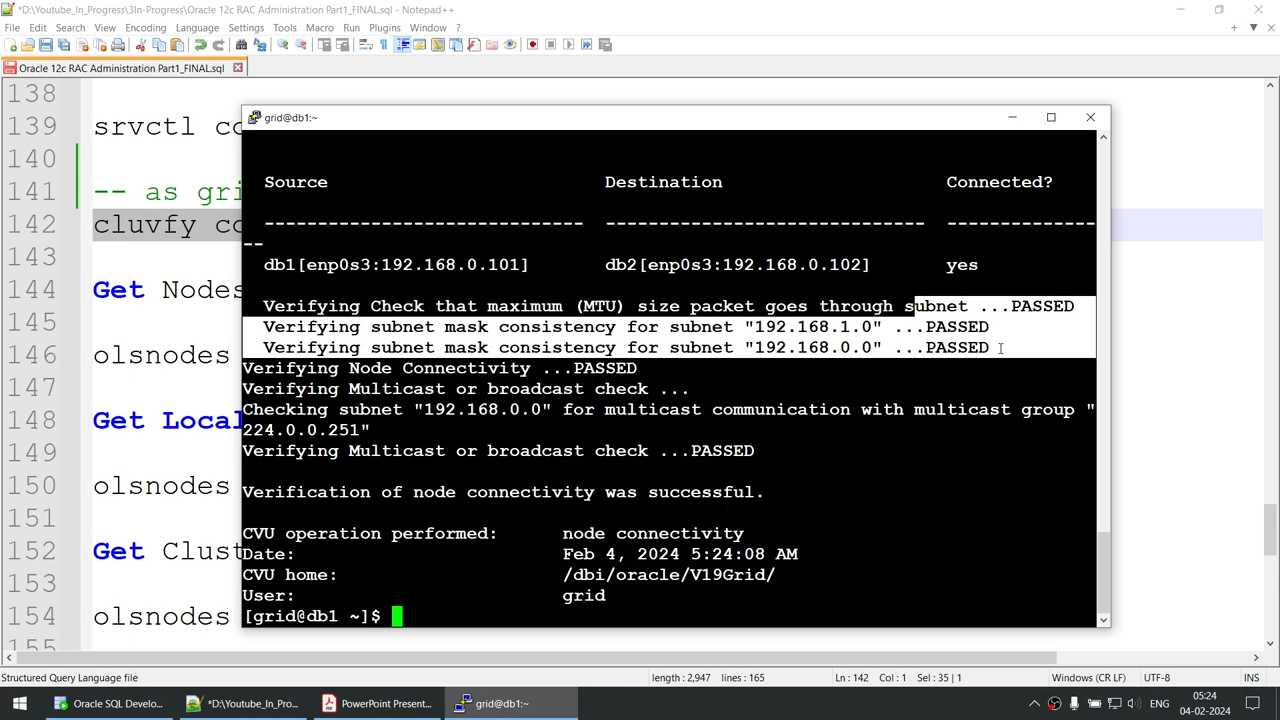 *D:\Youtube_In_Progress\3In-Progress\Oracle 12c RAC Administration Part1_FINAL.sql - Notepad++
File Edit Search View Encoding Language Settings Tools Macro Run Plugins Window ?
Oracle 12c RAC Administration Part1_FINAL.sql
138
139 srvctl co
140
141 -- as gri
142 cluvfy co
143
144 Get Nodes
145
146 olsnodes
147
148 Get Local
149
150 olsnodes
151
152 Get Clust
153
154 olsnodes
155
grid@db1:~
Source Destination Connected?
------------------------------ ------------------------------ --------------
--
db1[enp0s3:192.168.0.101] db2[enp0s3:192.168.0.102] yes
Verifying Check that maximum (MTU) size packet goes through subnet ...PASSED
Verifying subnet mask consistency for subnet "192.168.1.0" ...PASSED
Verifying subnet mask consistency for subnet "192.168.0.0" ...PASSED
Verifying Node Connectivity ...PASSED
Verifying Multicast or broadcast check ...
Checking subnet "192.168.0.0" for multicast communication with multicast group "
224.0.0.251"
Verifying Multicast or broadcast check ...PASSED
Verification of node connectivity was successful.
CVU operation performed: node connectivity
Date: Feb 4, 2024 5:24:08 AM
CVU home: /dbi/oracle/V19Grid/
User: grid
[grid@db1 ~]$
Structured Query Language file length : 2,947 lines : 165 Ln : 142 Col : 1 Sel : 35 | 1 Windows (CR LF) UTF-8 INS
Oracle SQL Develo... *D:\Youtube_In_Pro... PowerPoint Present... grid@db1:~ ENG 05:24
04-02-2024